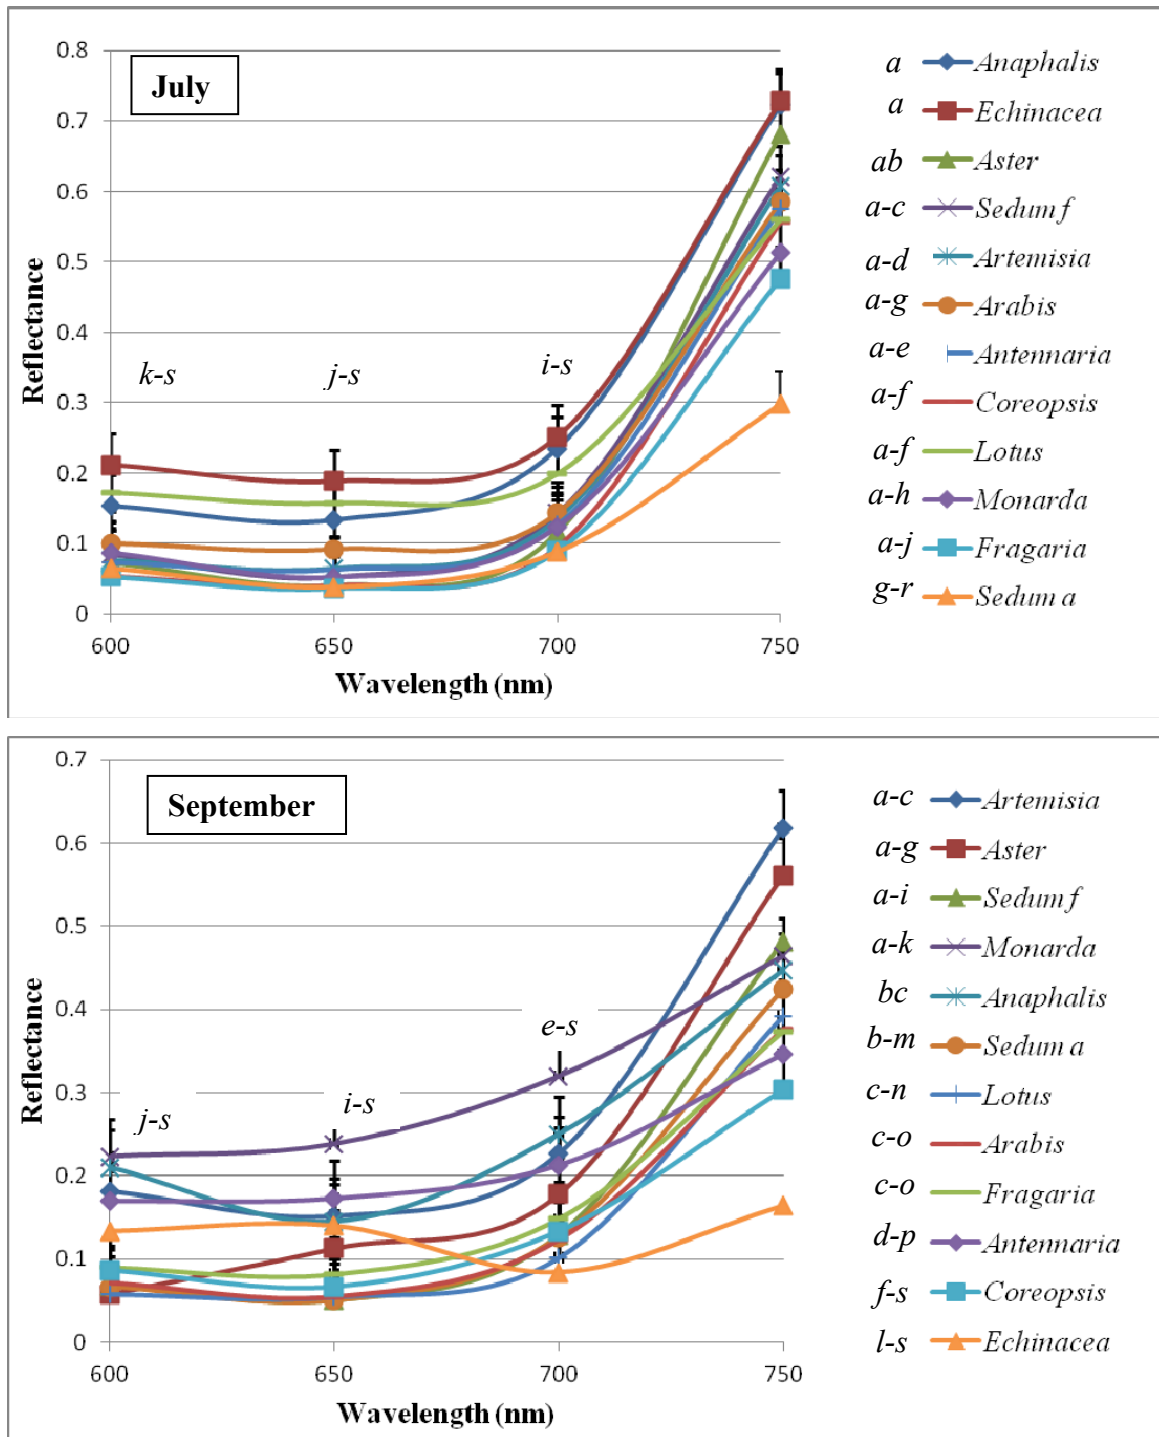 0.8
July
0.7
0.6
0.5
0.4
0.3
0.2
0.1
0
Reflectance
k-s
j-s
i-s
600
650
700
750
Wavelength (nm)
a Anaphalis
a Echinacea
ab Aster
a-c Sedum f
a-d Artemisia
a-g Arabis
a-e Antennaria
a-f Coreopsis
a-f Lotus
a-h Monarda
a-j Fragaria
g-r Sedum a
0.7
September
0.6
0.5
0.4
0.3
0.2
0.1
0
Reflectance
j-s
i-s
e-s
600
650
700
750
Wavelength (nm)
a-c Artemisia
a-g Aster
a-i Sedum f
a-k Monarda
bc Anaphalis
b-m Sedum a
c-n Lotus
c-o Arabis
c-o Fragaria
d-p Antennaria
f-s Coreopsis
l-s Echinacea